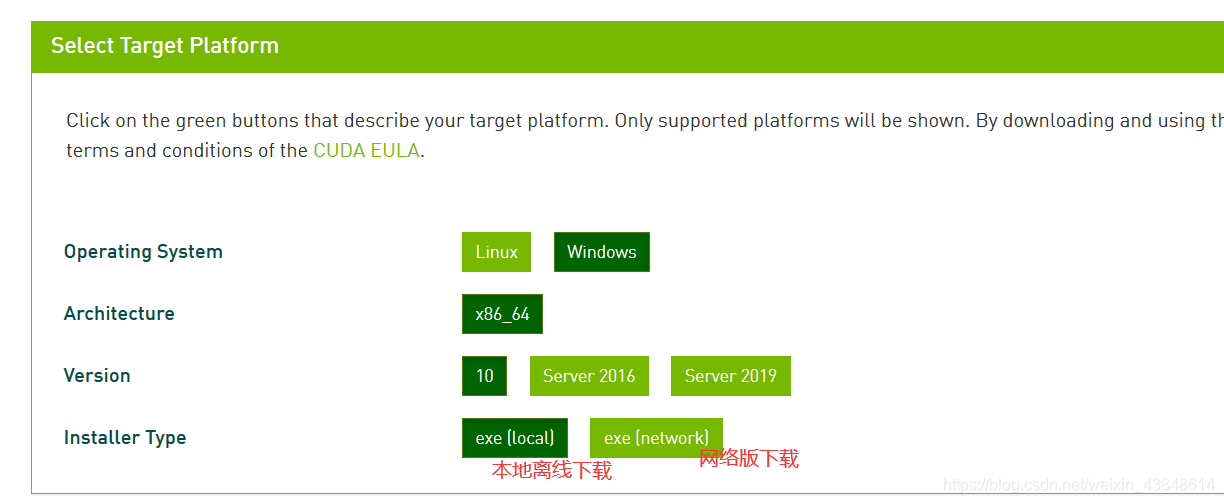 Select Target Platform
Click on the green buttons that describe your target platform. Only supported platforms will be shown. By downloading and using th
terms and conditions of the CUDA EULA.
Operating System Linux Windows
Architecture x86_64
Version 10 Server 2016 Server 2019
Installer Type exe (local) exe (network)
本地离线下载 网络版下载
https://blog.csdn.net/weixin_43848614